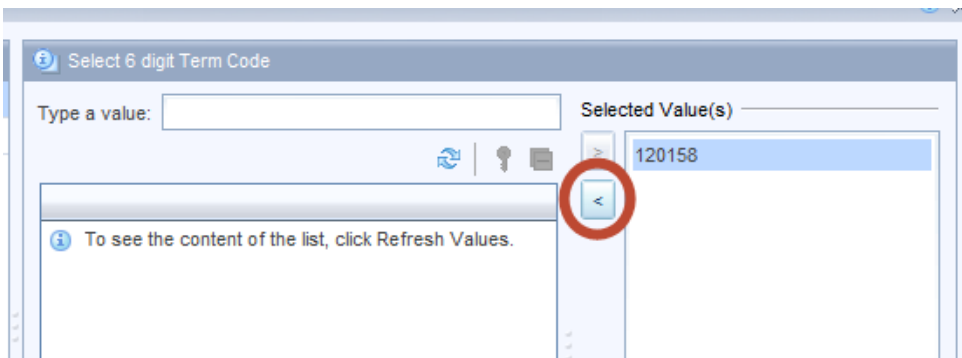 Select 6 digit Term Code
Type a value:
Selected Value(s)
>
120158
<
To see the content of the list, click Refresh Values.